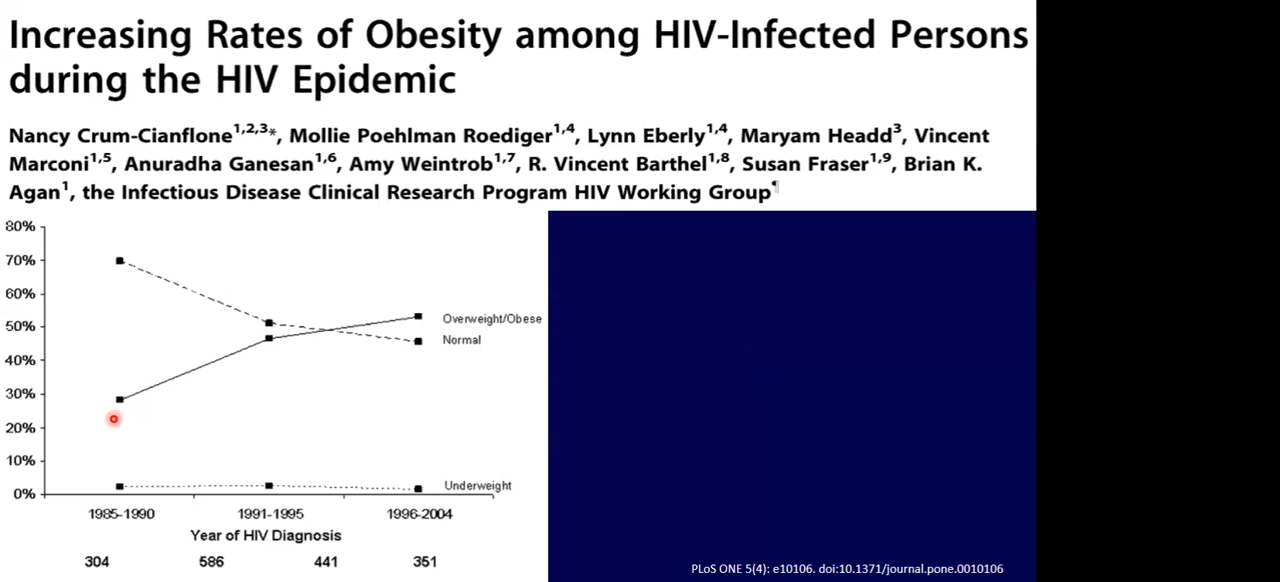 Increasing Rates of Obesity among HIV-Infected Persons
during the HIV Epidemic
Nancy Crum-Cianflone1,2,3*, Mollie Poehlman Roediger1,4, Lynn Eberly1,4, Maryam Headd3, Vincent
Marconi1,5, Anuradha Ganesan1,6, Amy Weintrob1,7, R. Vincent Barthel1,8, Susan Fraser1,9, Brian K.
Agan1, the Infectious Disease Clinical Research Program HIV Working Group¶
80%
70%
60%
50%
40%
30%
20%
10%
0%
Overweight/Obese
Normal
Underweight
1985-1990 1991-1995 1996-2004
Year of HIV Diagnosis
304 586 441 351
PLoS ONE 5(4): e10106. doi:10.1371/journal.pone.0010106